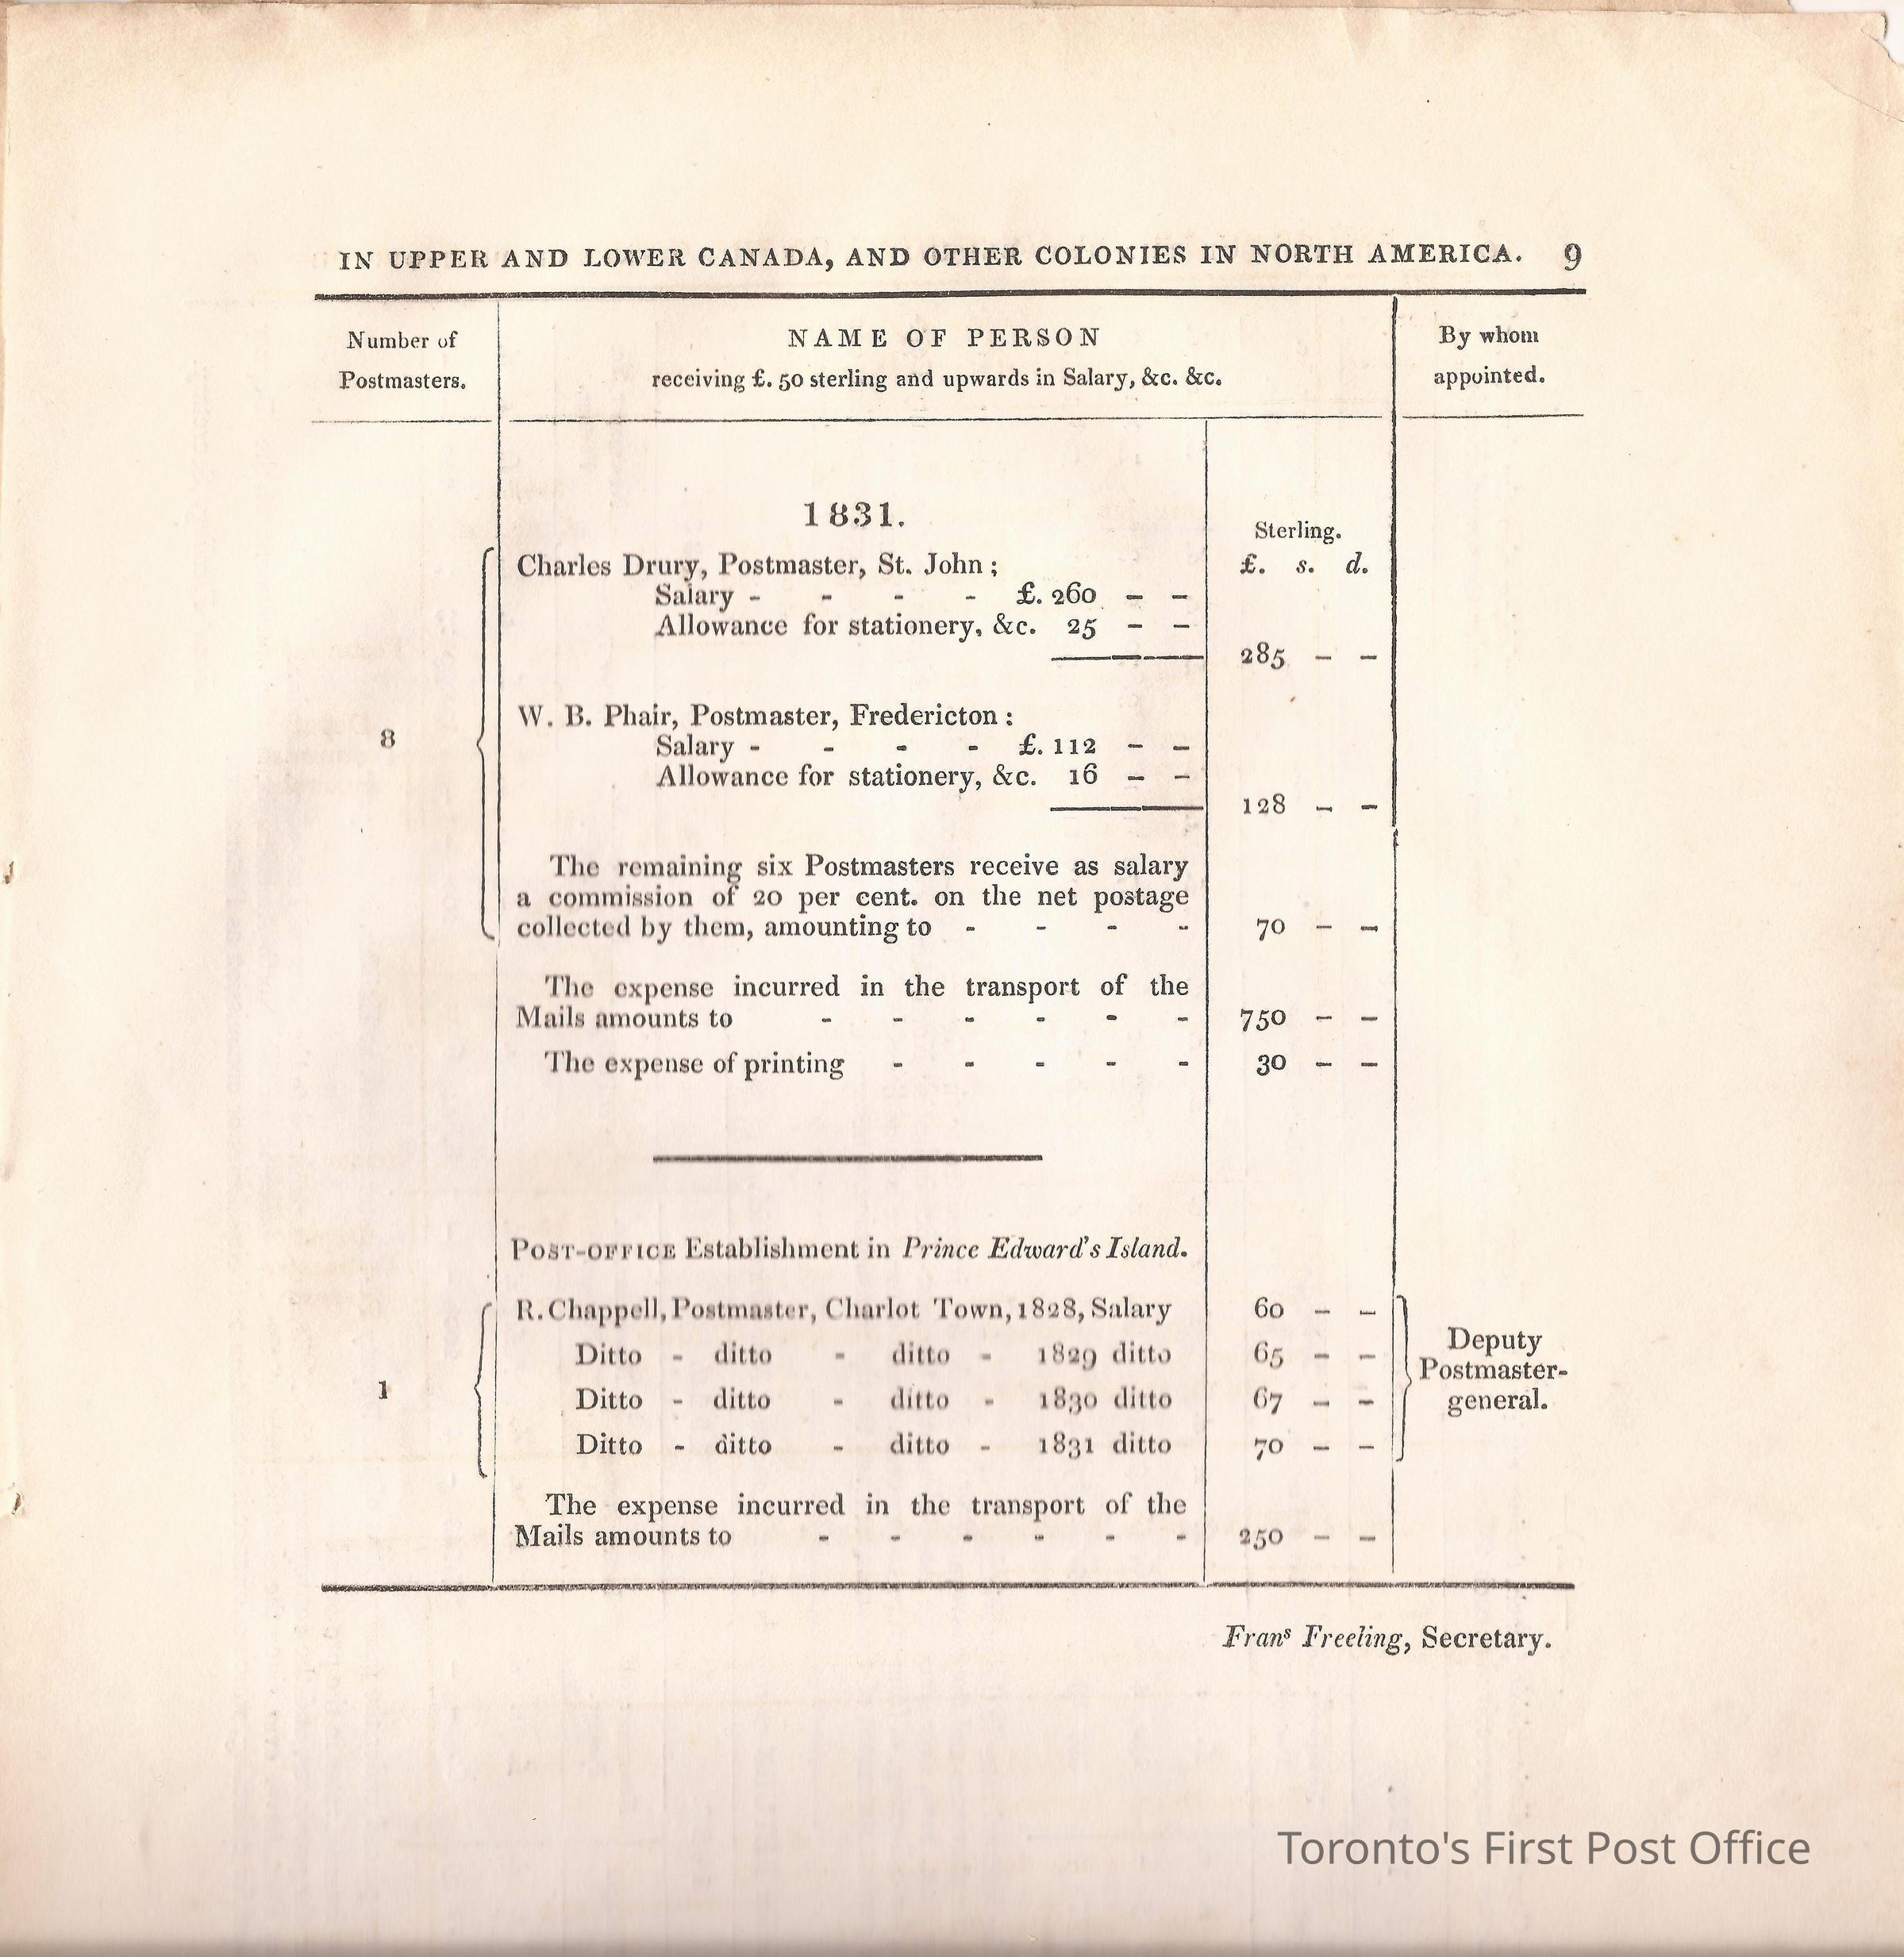 IN UPPER AND LOWER CANADA, AND OTHER COLONIES IN NORTH AMERICA. 9
Number of
Postmasters.
NAME OF PERSON
receiving £. 50 sterling and upwards in Salary, &c. &c.
By whom
appointed.
1831.
Sterling.
£. s. d.
Charles Drury, Postmaster, St. John ;
Salary - - - - £. 260 - -
Allowance for stationery, &c. 25 - -
285 - -
W. B. Phair, Postmaster, Fredericton :
Salary - - - - £. 112 - -
8
Allowance for stationery, &c. 16 - -
128 - -
The remaining six Postmasters receive as salary
a commission of 20 per cent. on the net postage
collected by them, amounting to - - - - 70 - -
The expense incurred in the transport of the
Mails amounts to - - - - - - 750 - -
The expense of printing - - - - - 30 - -
POST-OFFICE Establishment in Prince Edward's Island.
R. Chappell, Postmaster, Charlot Town, 1828, Salary 60 - -
Ditto - ditto - ditto - 1829 ditto 65 - -
1
Ditto - ditto - ditto - 1830 ditto 67 - -
Ditto - ditto - ditto - 1831 ditto 70 - -
Deputy
Postmaster-
general.
The expense incurred in the transport of the
Mails amounts to - - - - - - 250 - -
Frans Freeling, Secretary.
Toronto's First Post Office